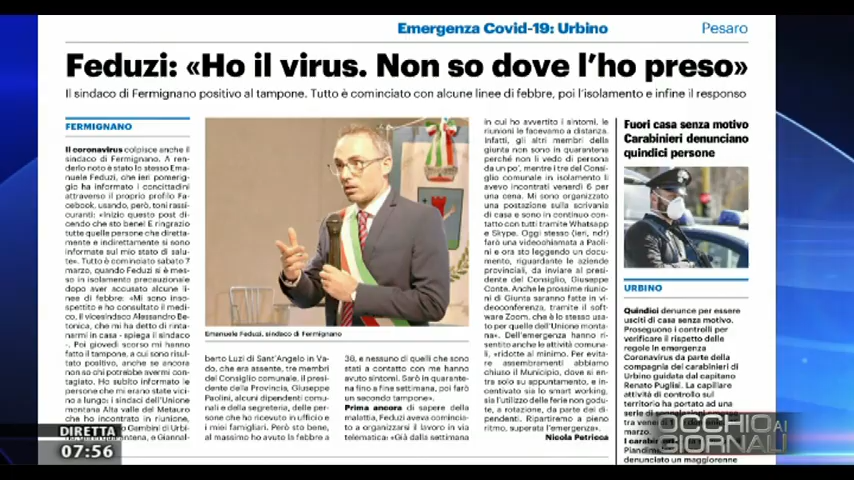 Emergenza Covid-19: Urbino
Pesaro
Feduzi: «Ho il virus. Non so dove l'ho preso»
Il sindaco di Fermignano positivo al tampone. Tutto è cominciato con alcune linee di febbre, poi l'isolamento e infine il responso
FERMIGNANO
Il coronavirus colpisce anche il
sindaco di Fermignano. A ren-
derlo noto è stato lo stesso Ema-
nuele Feduzi, che ieri pomerig-
gio ha informato i concittadini
attraverso il proprio profilo Fa-
cebook, usando, però, toni rassi-
curanti: «Inizio questo post di-
cendo che sto bene! E ringrazio
tutte quelle persone che diretta-
mente e indirettamente si sono
informate sul mio stato di salu-
te». Tutto è cominciato sabato 7
marzo, quando Feduzi si è mes-
so in isolamento precauzionale
dopo aver accusato alcune li-
nee di febbre: «Mi sono inso-
spettito e ho consultato il medi-
co, il vicesindaco Alessandro Be-
tonica, che mi ha detto di rinta-
narmi in casa - spiega il sindaco
-. Poi giovedì scorso mi hanno
fatto il tampone, a cui sono risul-
tato positivo, anche se ancora
non so chi potrebbe avermi con-
tagiato. Ho subito informato le
persone che mi erano state vici-
no a lungo: i sindaci dell'Unione
montana Alta valle del Metauro
che ho incontrato in riunione,
Gambini di Urbi-
ntena, e Giannal-
Emanuele Feduzi, sindaco di Fermignano
berto Luzi di Sant'Angelo in Va-
do, che era assente, tre membri
del Consiglio comunale, il presi-
dente della Provincia, Giuseppe
Paolini, alcuni dipendenti comu-
nali e della segreteria, delle per-
sone che ho ricevuto in ufficio e
i miei famigliari. Però sto bene,
al massimo ho avuto la febbre a
38, e nessuno di quelli che sono
stati a contatto con me hanno
avuto sintomi. Sarò in quarante-
na fino a fine settimana, poi farò
un secondo tampone».
Prima ancora di sapere della
malattia, Feduzi aveva comincia-
to a organizzarsi il lavoro in via
telematica: «Già dalla settimana
in cui ho avvertito i sintomi, le
riunioni le facevamo a distanza.
Infatti, gli altri membri della
giunta non sono in quarantena
perché non li vedo di persona
da un po', mentre i tre del Consi-
glio comunale in isolamento li
avevo incontrati venerdì 6 per
una cena. Mi sono organizzato
una postazione sulla scrivania
di casa e sono in continuo con-
tatto con tutti tramite Whatsapp
e Skype. Oggi stesso (ieri, ndr)
farò una videochiamata a Paoli-
ni e ora sto leggendo un docu-
mento, riguardante le aziende
provinciali, da inviare al presi-
dente del Consiglio, Giuseppe
Conte. Anche le prossime riunio-
ni di Giunta saranno fatte in vi-
deoconferenza, tramite il soft-
ware Zoom, che è lo stesso usa-
to per quelle dell'Unione monta-
na». Dell'emergenza hanno ri-
sentito anche le attività comuna-
li, «ridotte al minimo. Per evita-
re assembramenti abbiamo
chiuso il Municipio, dove si en-
tra solo su appuntamento, e in-
centivato sia lo smart working,
sia l'utilizzo delle ferie non godu-
te, a rotazione, da parte dei di-
pendenti. Ripartiremo a pieno
ritmo, superata l'emergenza».
Nicola Petricca
Fuori casa senza motivo
Carabinieri denunciano
quindici persone
URBINO
Quindici denunce per essere
usciti di casa senza motivo.
Proseguono i controlli per
verificare il rispetto delle
regole in emergenza
Coronavirus da parte della
compagnia dei carabinieri di
Urbino guidata dal capitano
Renato Puglisi. La capillare
attività di controllo sul
territorio ha portato ad una
serie di
tra venerdì
marzo.
I carabin
Piandim
denunciato un maggiorenne
DIRETTA
07:56
OCCHIO AI
GIORNALI